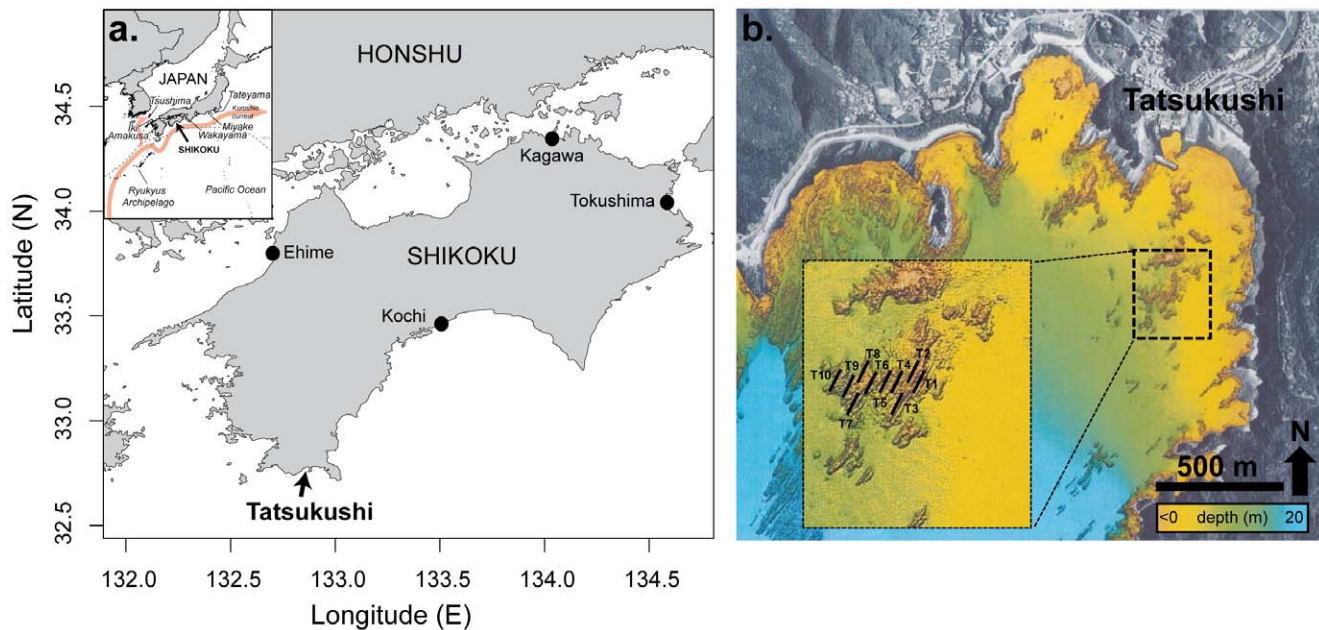 a.
HONSHU
JAPAN
Tsushima
Tateyama
Kuroshio
current
Iki
Amakusa
Miyake
Wakayama
SHIKOKU
Ryukyus
Archipelago
Pacific Ocean
Kagawa
Tokushima
Ehime
SHIKOKU
Kochi
Tatsukushi
Latitude (N)
34.5
34.0
33.5
33.0
32.5
132.0 132.5 133.0 133.5 134.0 134.5
Longitude (E)
b.
Tatsukushi
T8
T2
T9
T6
T4
T10
T1
T5
T3
T7
N
500 m
<0 depth (m) 20